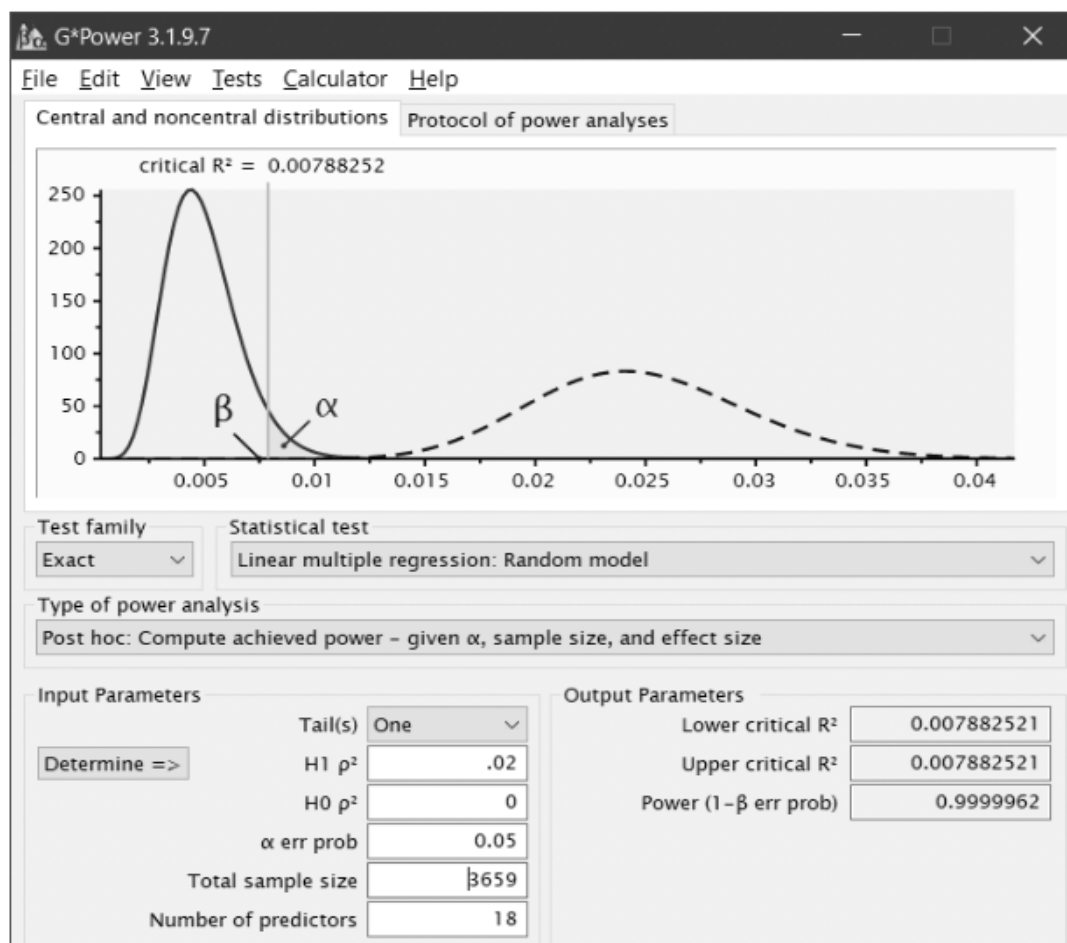 G*Power 3.1.9.7
File Edit View Tests Calculator Help
Central and noncentral distributions Protocol of power analyses
critical R² = 0.00788252
250
200
150
100
50
0
β
α
0.005 0.01 0.015 0.02 0.025 0.03 0.035 0.04
Test family Statistical test
Exact Linear multiple regression: Random model
Type of power analysis
Post hoc: Compute achieved power – given α, sample size, and effect size
Input Parameters Output Parameters
Tail(s) One Lower critical R² 0.007882521
Determine => H1 ρ² .02 Upper critical R² 0.007882521
H0 ρ² 0 Power (1-β err prob) 0.9999962
α err prob 0.05
Total sample size 3659
Number of predictors 18